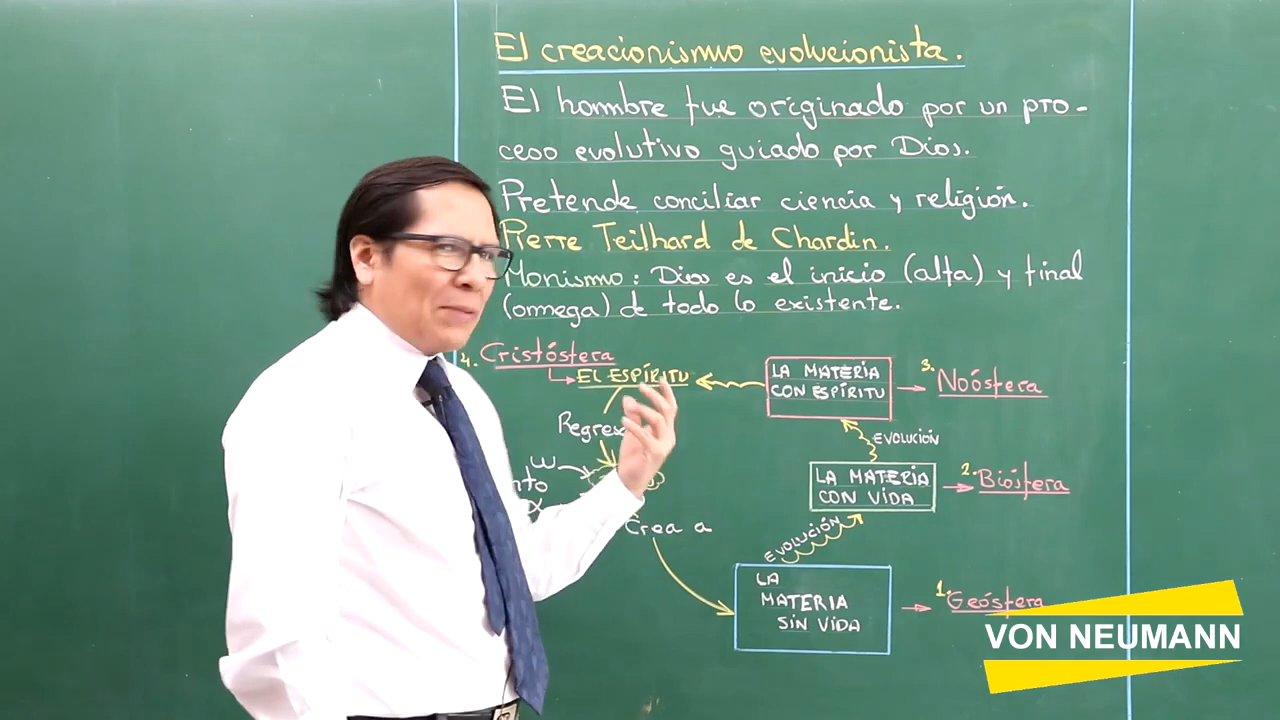 El creacionismo evolucionista.
El hombre fue originado por un pro-
ceso evolutivo guiado por Dios.
Pretende conciliar ciencia y religión.
Pierre Teilhard de Chardin.
Monismo: Dios es el inicio (alfa) y final
(omega) de todo lo existente.
4. Cristósfera
EL ESPÍRITU
LA MATERIA
CON ESPÍRITU
3. Noósfera
EVOLUCIÓN
LA MATERIA
CON VIDA
2. Biósfera
ω
α
Crea a
EVOLUCIÓN
LA
MATERIA
SIN VIDA
1. Geósfera
VON NEUMANN